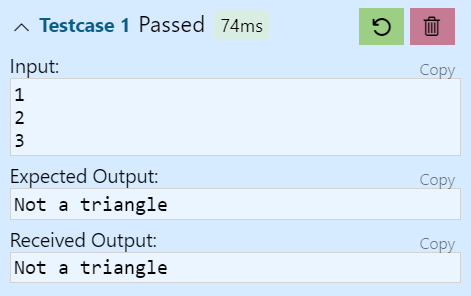 Testcase 1 Passed 74ms
Input:
Copy
1
2
3
Expected Output:
Copy
Not a triangle
Received Output:
Copy
Not a triangle